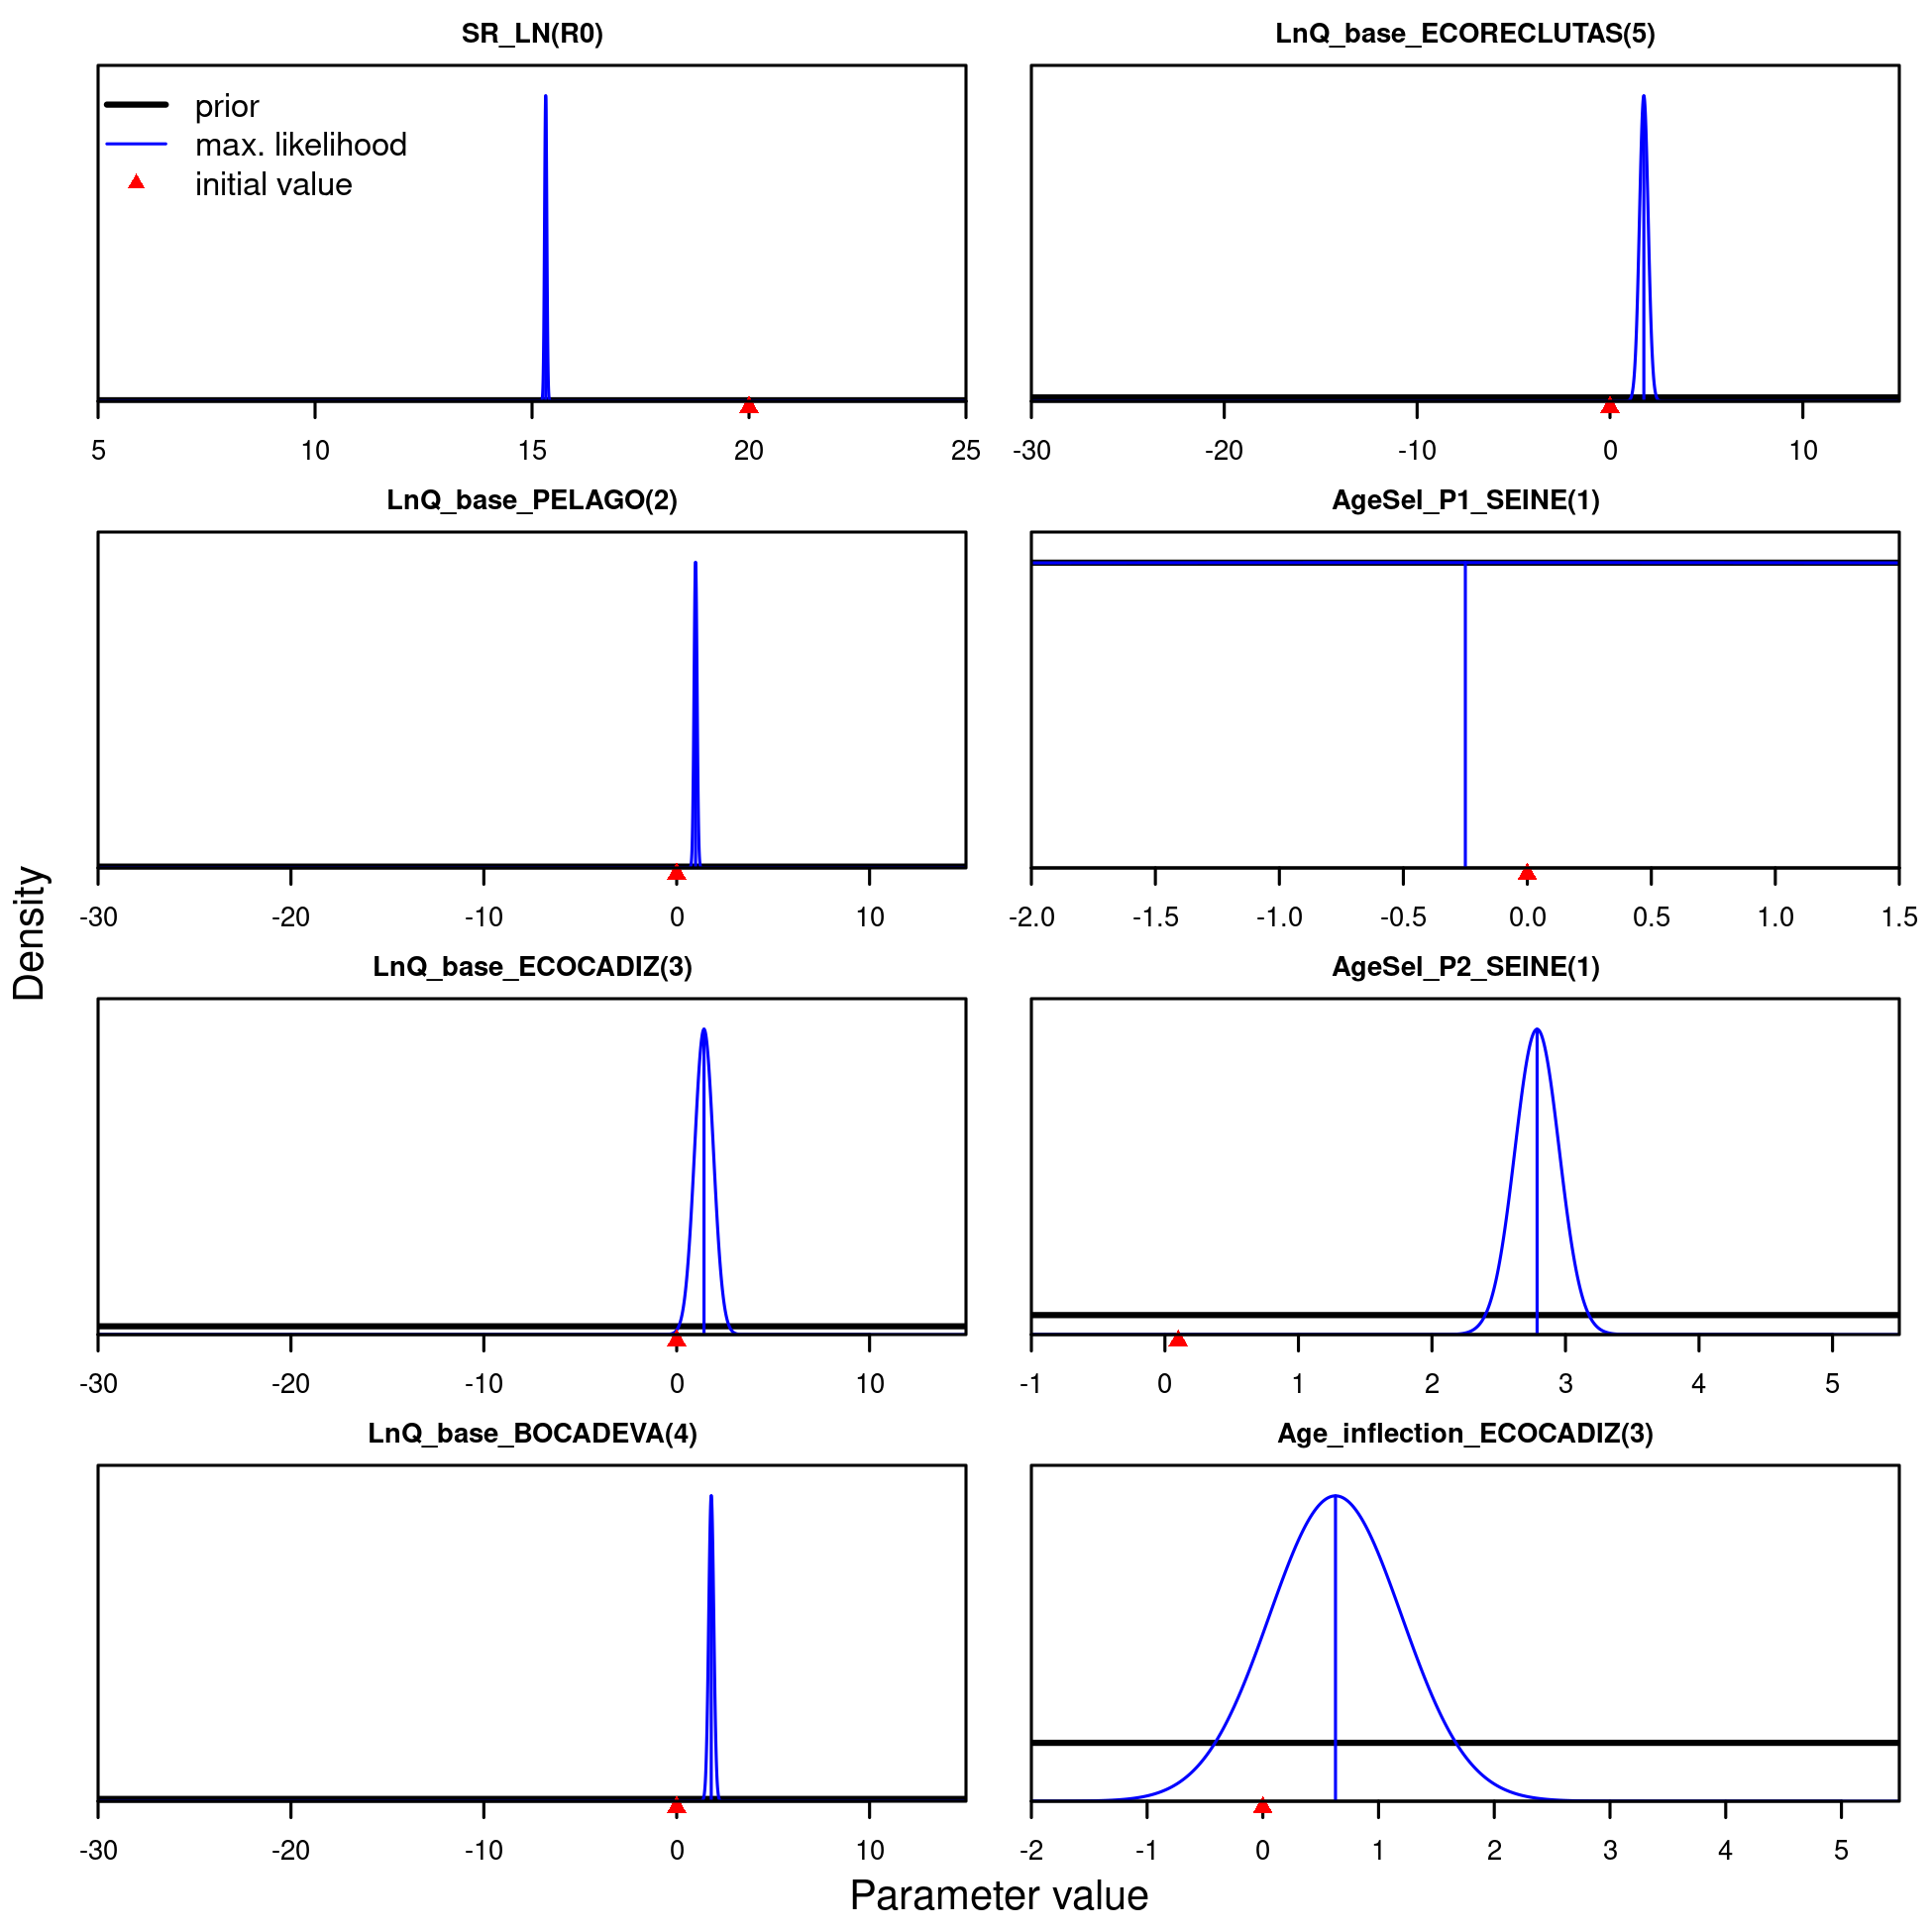 SR_LN(R0)
prior
max. likelihood
initial value
5 10 15 20 25
LnQ_base_ECORECLUTAS(5)
-30 -20 -10 0 10
LnQ_base_PELAGO(2)
-30 -20 -10 0 10
AgeSel_P1_SEINE(1)
-2.0 -1.5 -1.0 -0.5 0.0 0.5 1.0 1.5
LnQ_base_ECOCADIZ(3)
-30 -20 -10 0 10
AgeSel_P2_SEINE(1)
-1 0 1 2 3 4 5
LnQ_base_BOCADEVA(4)
-30 -20 -10 0 10
Age_inflection_ECOCADIZ(3)
-2 -1 0 1 2 3 4 5
Density
Parameter value